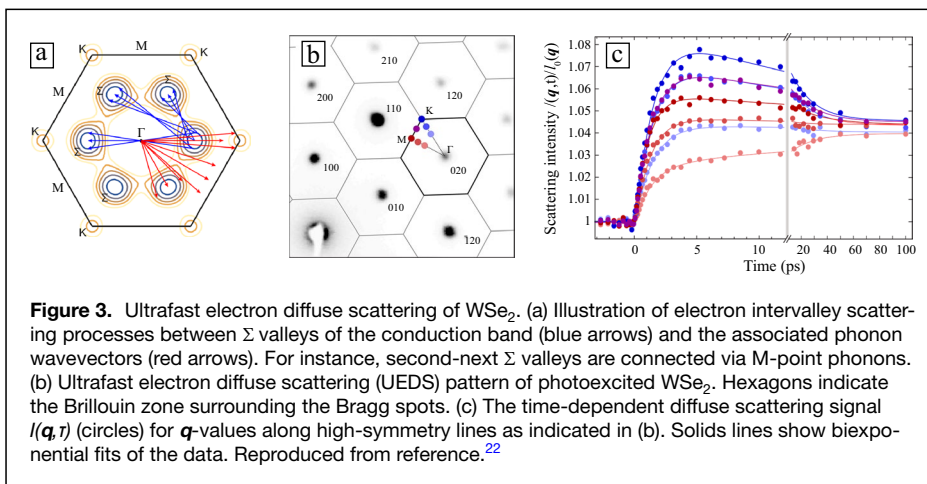 a
K
M
K
Σ
Σ
M
Γ
K
Σ
K
M
Σ
K
M
K
b
210
200
110
120
K
M
Γ
100
020
010
120
c
Scattering intensity I(q,t)/I0(q)
1.08
1.07
1.06
1.05
1.04
1.03
1.02
1.01
1
0 5 10 20 40 60 80 100
Time (ps)
Figure 3. Ultrafast electron diffuse scattering of WSe2. (a) Illustration of electron intervalley scatter-
ing processes between Σ valleys of the conduction band (blue arrows) and the associated phonon
wavevectors (red arrows). For instance, second-next Σ valleys are connected via M-point phonons.
(b) Ultrafast electron diffuse scattering (UEDS) pattern of photoexcited WSe2. Hexagons indicate
the Brillouin zone surrounding the Bragg spots. (c) The time-dependent diffuse scattering signal
I(q,τ) (circles) for q-values along high-symmetry lines as indicated in (b). Solids lines show biexpo-
nential fits of the data. Reproduced from reference.22